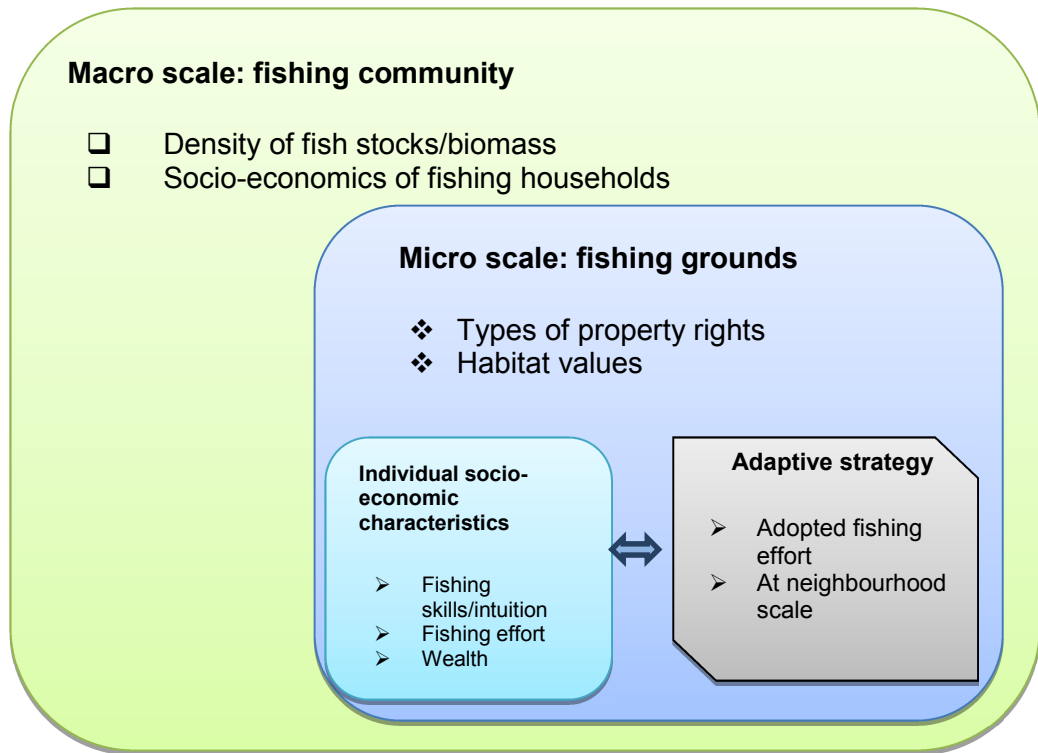 Macro scale: fishing community
❑ Density of fish stocks/biomass
❑ Socio-economics of fishing households
Micro scale: fishing grounds
❖ Types of property rights
❖ Habitat values
Individual socio-
economic
characteristics
➢ Fishing
skills/intuition
➢ Fishing effort
➢ Wealth
Adaptive strategy
➢ Adopted fishing
effort
➢ At neighbourhood
scale